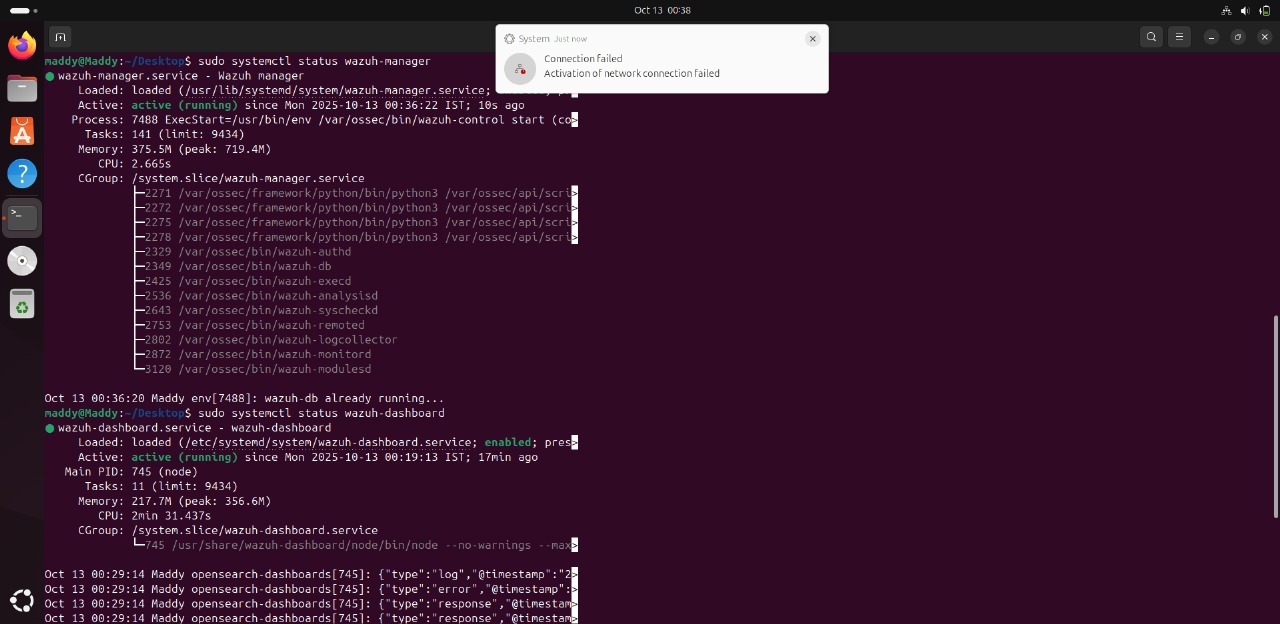 Oct 13 00:38
System Just now
Connection failed
Activation of network connection failed
maddy@Maddy:~/Desktop$ sudo systemctl status wazuh-manager
● wazuh-manager.service - Wazuh manager
Loaded: loaded (/usr/lib/systemd/system/wazuh-manager.service;
Active: active (running) since Mon 2025-10-13 00:36:22 IST; 10s ago
Process: 7488 ExecStart=/usr/bin/env /var/ossec/bin/wazuh-control start (co>
Tasks: 141 (limit: 9434)
Memory: 375.5M (peak: 719.4M)
CPU: 2.665s
CGroup: /system.slice/wazuh-manager.service
├─2271 /var/ossec/framework/python/bin/python3 /var/ossec/api/scri>
├─2272 /var/ossec/framework/python/bin/python3 /var/ossec/api/scri>
├─2275 /var/ossec/framework/python/bin/python3 /var/ossec/api/scri>
├─2278 /var/ossec/framework/python/bin/python3 /var/ossec/api/scri>
├─2329 /var/ossec/bin/wazuh-authd
├─2349 /var/ossec/bin/wazuh-db
├─2425 /var/ossec/bin/wazuh-execd
├─2536 /var/ossec/bin/wazuh-analysisd
├─2643 /var/ossec/bin/wazuh-syscheckd
├─2753 /var/ossec/bin/wazuh-remoted
├─2802 /var/ossec/bin/wazuh-logcollector
├─2872 /var/ossec/bin/wazuh-monitord
└─3120 /var/ossec/bin/wazuh-modulesd
Oct 13 00:36:20 Maddy env[7488]: wazuh-db already running...
maddy@Maddy:~/Desktop$ sudo systemctl status wazuh-dashboard
● wazuh-dashboard.service - wazuh-dashboard
Loaded: loaded (/etc/systemd/system/wazuh-dashboard.service; enabled; pres>
Active: active (running) since Mon 2025-10-13 00:19:13 IST; 17min ago
Main PID: 745 (node)
Tasks: 11 (limit: 9434)
Memory: 217.7M (peak: 356.6M)
CPU: 2min 31.437s
CGroup: /system.slice/wazuh-dashboard.service
└─745 /usr/share/wazuh-dashboard/node/bin/node --no-warnings --max>
Oct 13 00:29:14 Maddy opensearch-dashboards[745]: {"type":"log","@timestamp":"2>
Oct 13 00:29:14 Maddy opensearch-dashboards[745]: {"type":"error","@timestamp":>
Oct 13 00:29:14 Maddy opensearch-dashboards[745]: {"type":"response","@timestam>
Oct 13 00:29:14 Maddy opensearch-dashboards[745]: {"type":"response","@timestam>